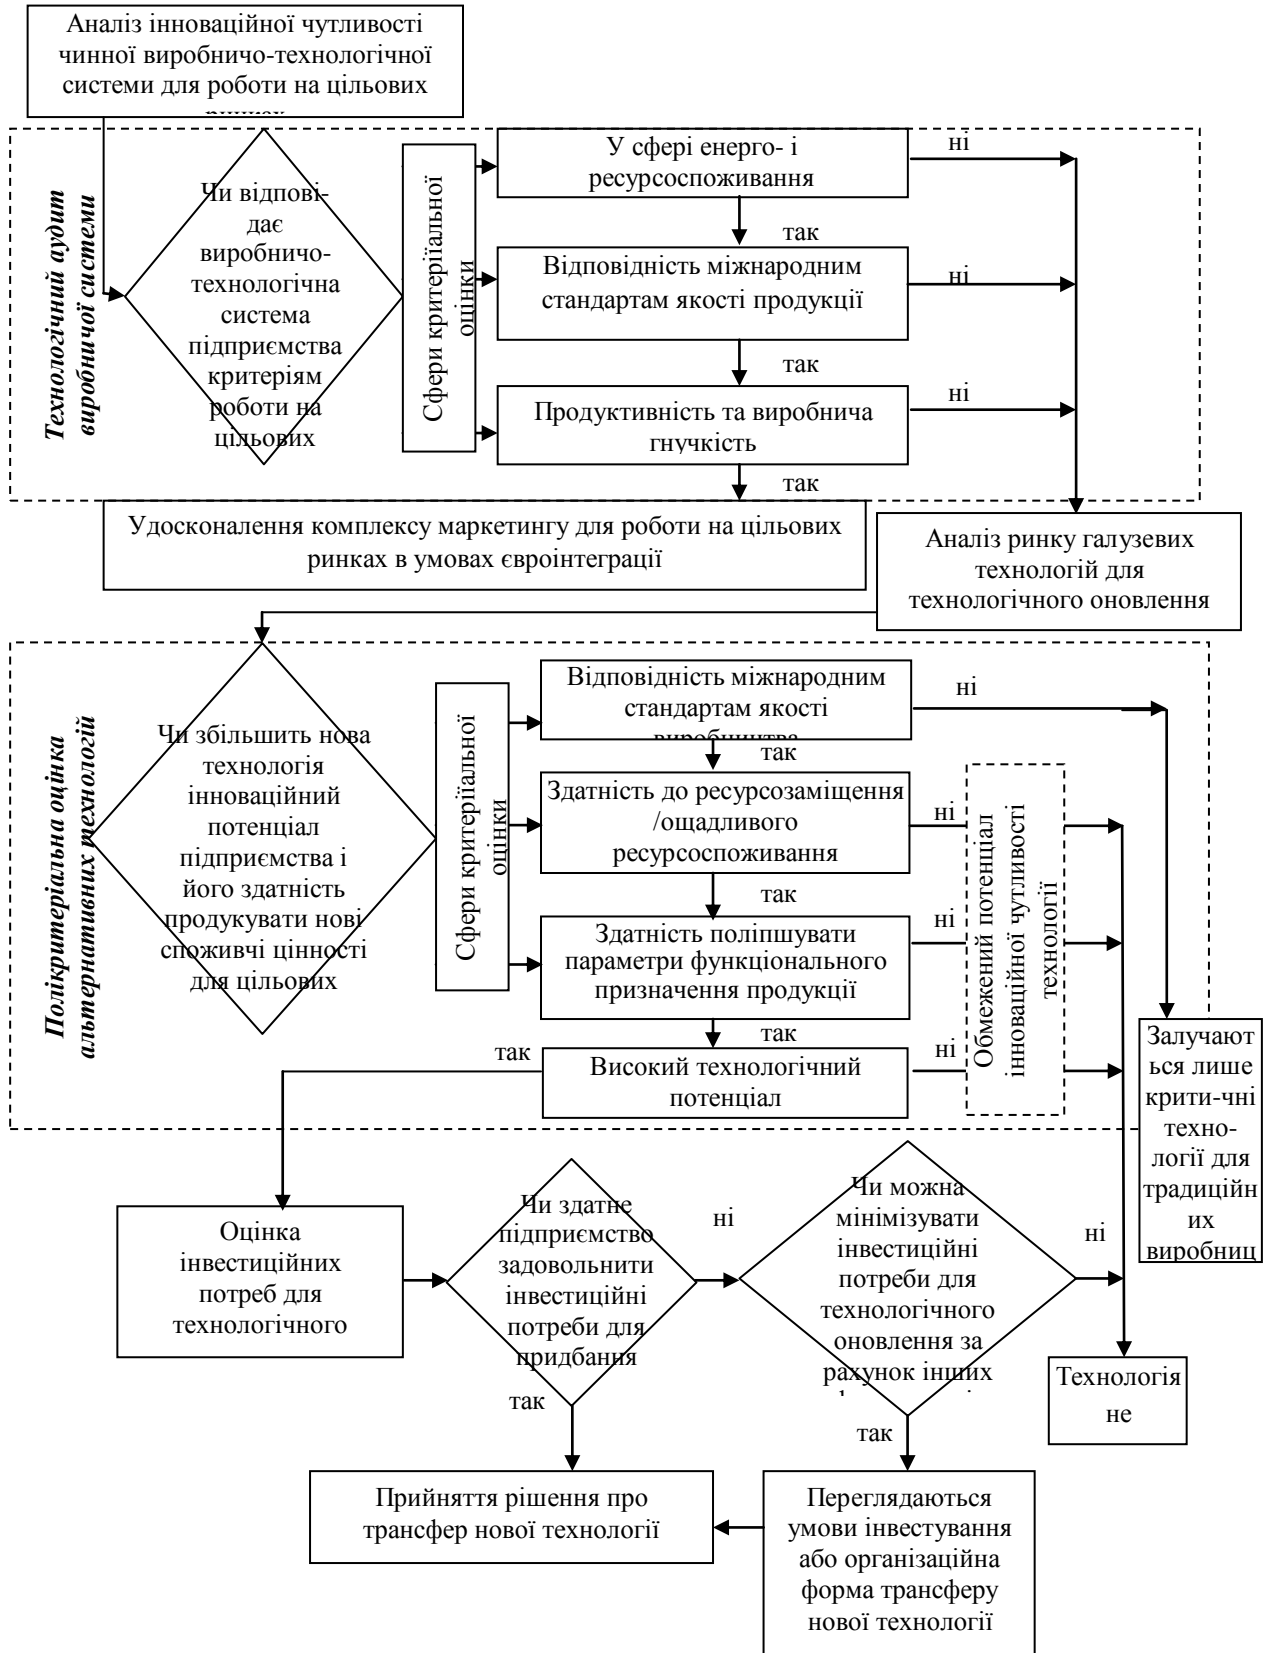 Аналіз інноваційної чутливості
чинної виробничо-технологічної
системи для роботи на цільових
Технологічний аудит
виробничої системи
Чи відпові-
дає
виробничо-
технологічна
система
підприємства
критеріям
роботи на
цільових
Сфери критеріїальної
оцінки
У сфері енерго- і
ресурсоспоживання
ні
так
Відповідність міжнародним
стандартам якості продукції
ні
так
Продуктивність та виробнича
гнучкість
ні
так
Удосконалення комплексу маркетингу для роботи на цільових
ринках в умовах євроінтеграції
Аналіз ринку галузевих
технологій для
технологічного оновлення
Полікритеріальна оцінка
альтернативних технологій
Чи збільшить нова
технологія
інноваційний
потенціал
підприємства і
його здатність
продукувати нові
споживчі цінності
для цільових
Сфери критеріїальної
оцінки
Відповідність міжнародним
стандартам якості
виробництва
ні
так
Здатність до ресурсозаміщення
/ощадливого
ресурсоспоживання
ні
так
Здатність поліпшувати
параметри функціонального
призначення продукції
ні
так
Високий технологічний
потенціал
так
ні
Обмежений потенціал
інноваційної чутливості
технології
Залучают
ься лише
крити-чні
техно-
логії для
традиційн
их
виробниц
Оцінка
інвестиційних
потреб для
технологічного
Чи здатне
підприємство
задовольнити
інвестиційні
потреби для
придбання
ні
так
Чи можна
мінімізувати
інвестиційні
потреби для
технологічного
оновлення за
рахунок інших
ні
так
Технологія
не
Прийняття рішення про
трансфер нової технології
Переглядаються
умови інвестування
або організаційна
форма трансферу
нової технології